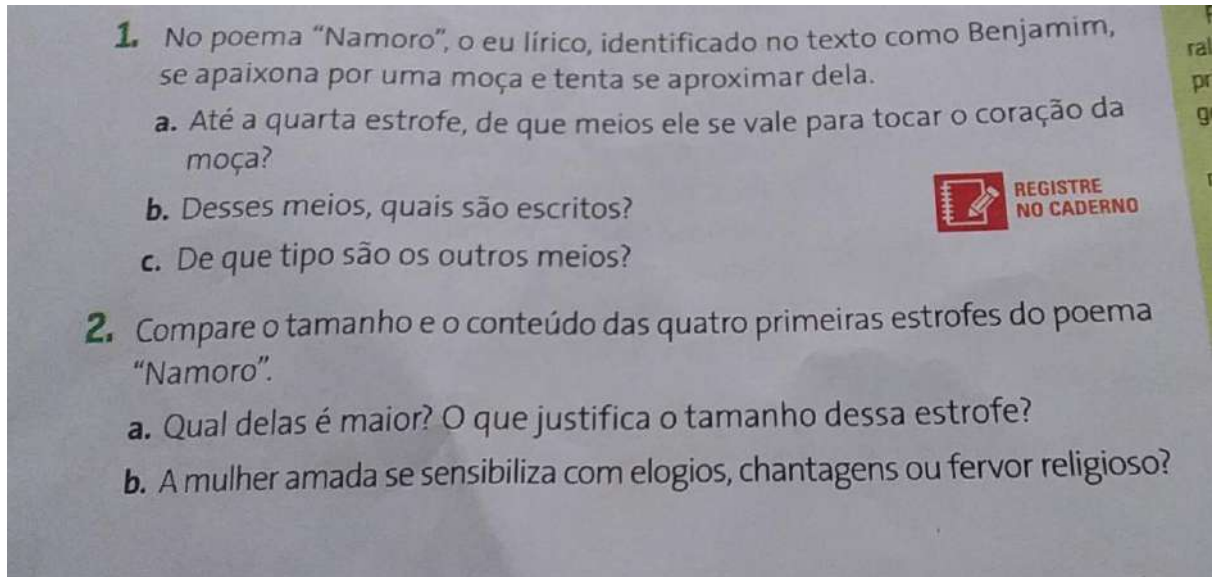 1. No poema “Namoro”, o eu lírico, identificado no texto como Benjamim,
se apaixona por uma moça e tenta se aproximar dela.
a. Até a quarta estrofe, de que meios ele se vale para tocar o coração da
moça?
b. Desses meios, quais são escritos?
REGISTRE
NO CADERNO
c. De que tipo são os outros meios?
2. Compare o tamanho e o conteúdo das quatro primeiras estrofes do poema
“Namoro”.
a. Qual delas é maior? O que justifica o tamanho dessa estrofe?
b. A mulher amada se sensibiliza com elogios, chantagens ou fervor religioso?
ral
pr